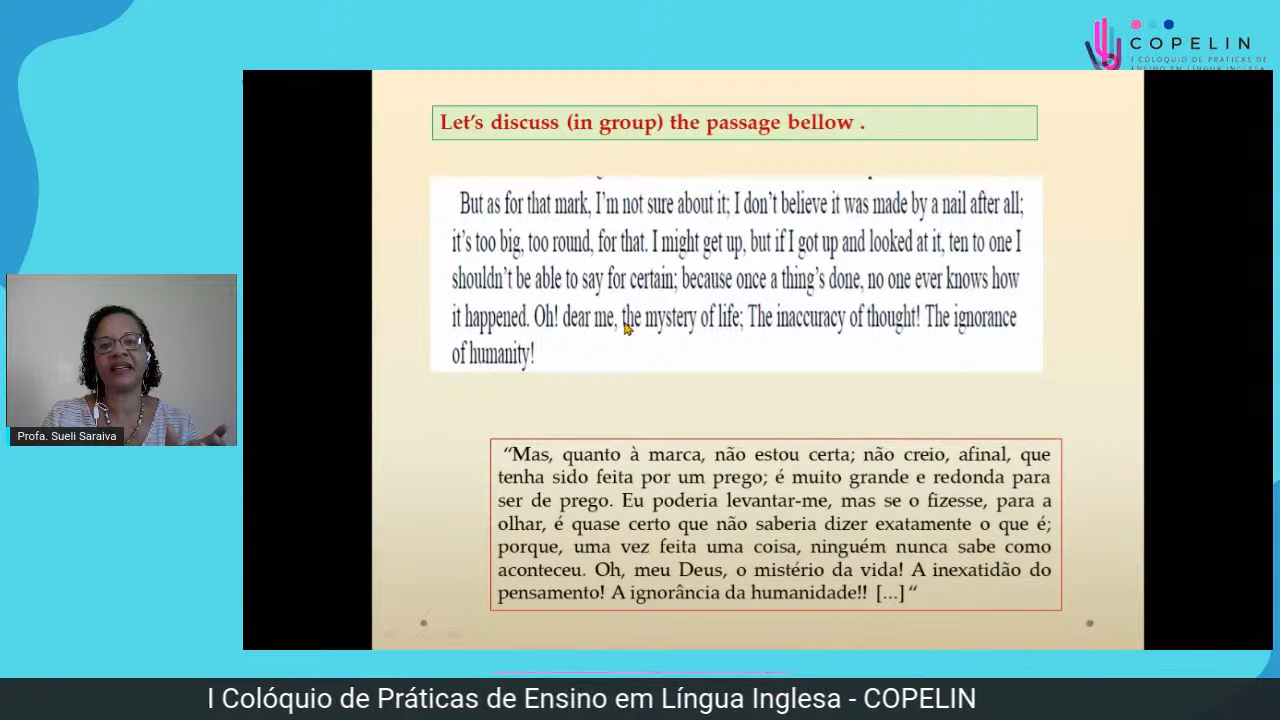 COPELIN
I COLÓQUIO DE PRÁTICAS DE
ENSINO EM LÍNGUA INGLESA
Let's discuss (in group) the passage bellow .
But as for that mark, I'm not sure about it; I don't believe it was made by a nail after all;
it's too big, too round, for that. I might get up, but if I got up and looked at it, ten to one I
shouldn't be able to say for certain; because once a thing's done, no one ever knows how
it happened. Oh! dear me, the mystery of life; The inaccuracy of thought! The ignorance
of humanity!
Profa. Sueli Saraiva
“Mas, quanto à marca, não estou certa; não creio, afinal, que
tenha sido feita por um prego; é muito grande e redonda para
ser de prego. Eu poderia levantar-me, mas se o fizesse, para a
olhar, é quase certo que não saberia dizer exatamente o que é;
porque, uma vez feita uma coisa, ninguém nunca sabe como
aconteceu. Oh, meu Deus, o mistério da vida! A inexatidão do
pensamento! A ignorância da humanidade!! [...] “
I Colóquio de Práticas de Ensino em Língua Inglesa - COPELIN